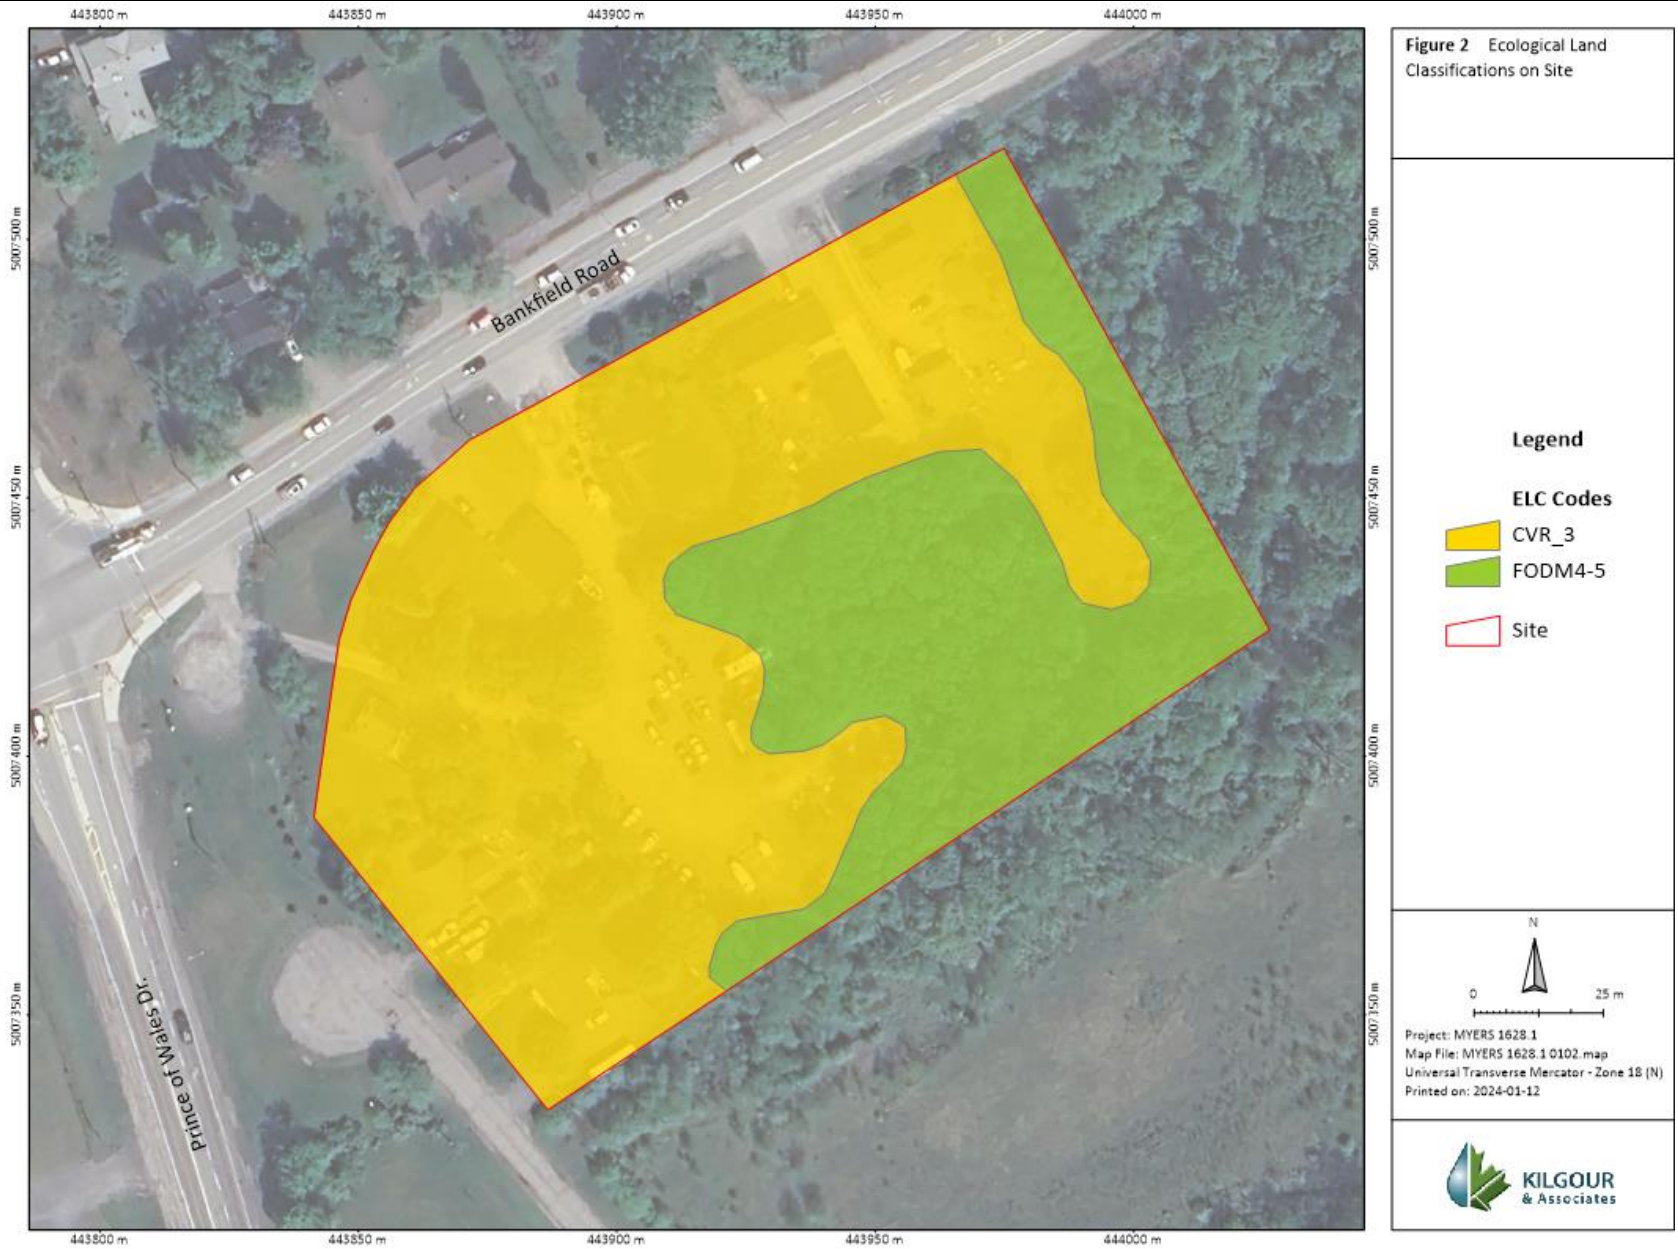 443800 m
443850 m
443900 m
443950 m
444000 m
Figure 2 Ecological Land
Classifications on Site
5007500 m
5007500 m
Bankfield Road
5007450 m
5007450 m
Legend
ELC Codes
CVR_3
FODM4-5
Site
5007400 m
5007400 m
5007350 m
5007350 m
Prince of Wales Dr.
N
0 25 m
Project: MYERS 1628.1
Map File: MYERS 1628.1 0102.map
Universal Transverse Mercator - Zone 18 (N)
Printed on: 2024-01-12
KILGOUR
& Associates
443800 m
443850 m
443900 m
443950 m
444000 m